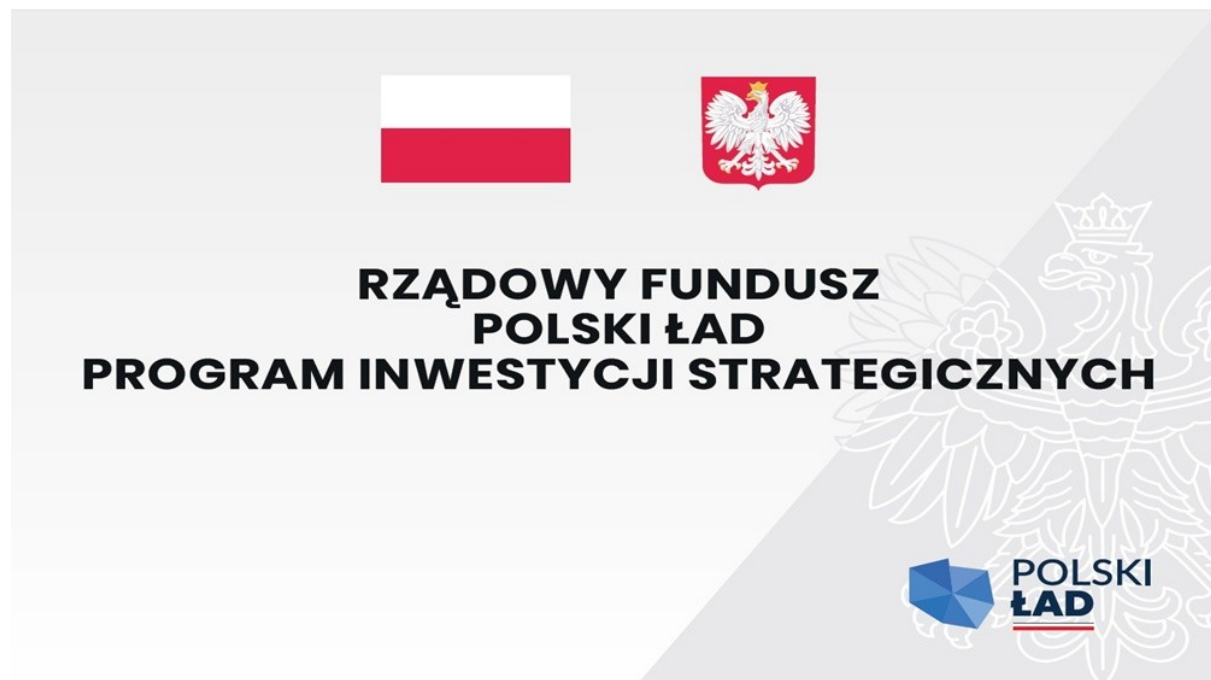 RZĄDOWY FUNDUSZ
POLSKI ŁAD
PROGRAM INWESTYCJI STRATEGICZNYCH
POLSKI
ŁAD